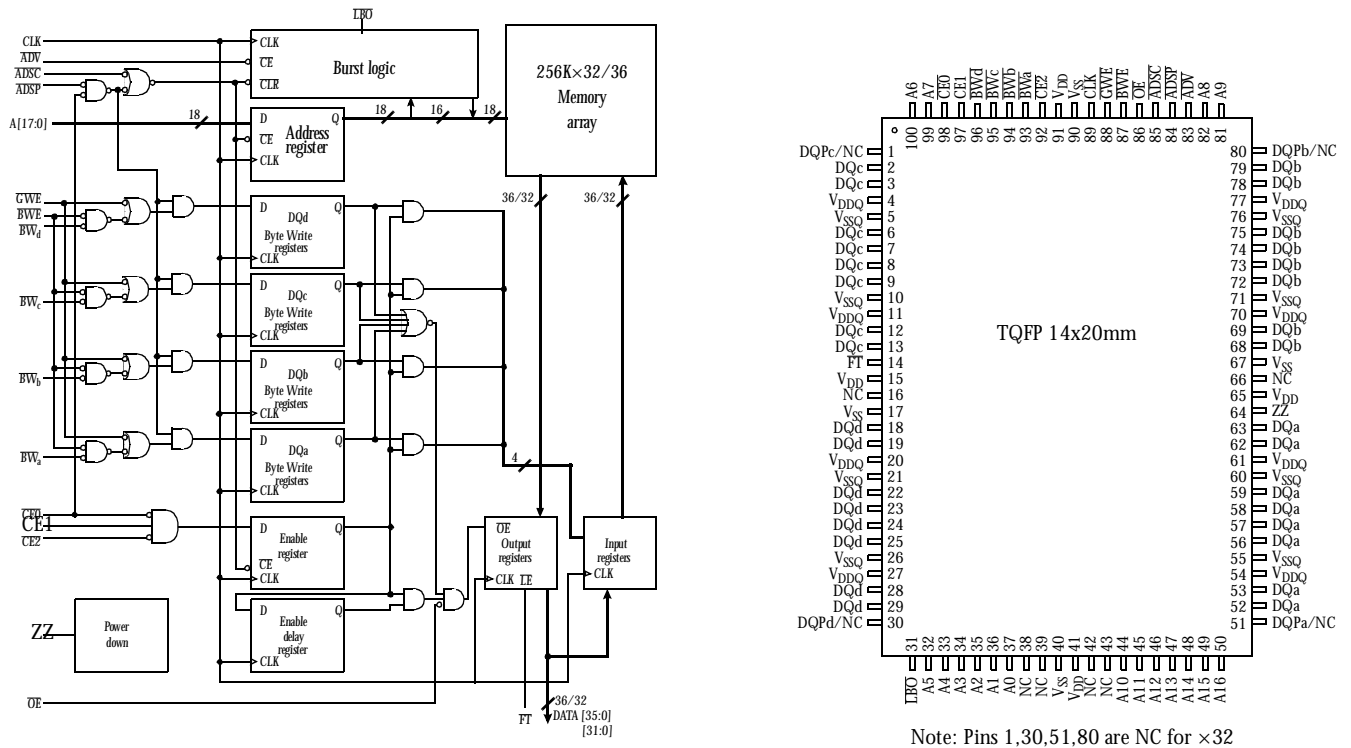 LBO
CLK
ADV
ADSC
ADSP
A[17:0]
18
CLK
CE
CLR
Burst logic
D Q
CE
CLK
Address
register
18 16 18
256K×32/36
Memory
array
36/32 36/32
GWE
BWE
BWd
BWc
BWb
BWa
D DQd Q
Byte Write
registers
CLK
D DQc Q
Byte Write
registers
CLK
D DQb Q
Byte Write
registers
CLK
D DQa Q
Byte Write
registers
CLK
4
CE0
CE1
CE2
D Q
Enable
register
CE
CLK
D Q
Enable
delay
register
CLK
OE
Output
registers
CLK LE
Input
registers
CLK
ZZ
Power
down
OE
FT
36/32
DATA [35:0]
[31:0]
A6 A7 CE0 CE1 BWd BWc BWb BWa CE2 VDD VSS CLK GWE BWE OE ADSC ADSP ADV A8 A9
100 99 98 97 96 95 94 93 92 91 90 89 88 87 86 85 84 83 82 81
DQPc/NC 1 80 DQPb/NC
DQc 2 79 DQb
DQc 3 78 DQb
VDDQ 4 77 VDDQ
VSSQ 5 76 VSSQ
DQc 6 75 DQb
DQc 7 74 DQb
DQc 8 73 DQb
DQc 9 72 DQb
VSSQ 10 71 VSSQ
VDDQ 11 70 VDDQ
DQc 12 69 DQb
DQc 13 68 DQb
FT 14 67 VSS
VDD 15 66 NC
NC 16 65 VDD
VSS 17 64 ZZ
DQd 18 63 DQa
DQd 19 62 DQa
VDDQ 20 61 VDDQ
VSSQ 21 60 VSSQ
DQd 22 59 DQa
DQd 23 58 DQa
DQd 24 57 DQa
DQd 25 56 DQa
VSSQ 26 55 VSSQ
VDDQ 27 54 VDDQ
DQd 28 53 DQa
DQd 29 52 DQa
DQPd/NC 30 51 DQPa/NC
TQFP 14x20mm
31 32 33 34 35 36 37 38 39 40 41 42 43 44 45 46 47 48 49 50
LBO A5 A4 A3 A2 A1 A0 NC NC VSS VDD NC NC A10 A11 A12 A13 A14 A15 A16
Note: Pins 1,30,51,80 are NC for ×32